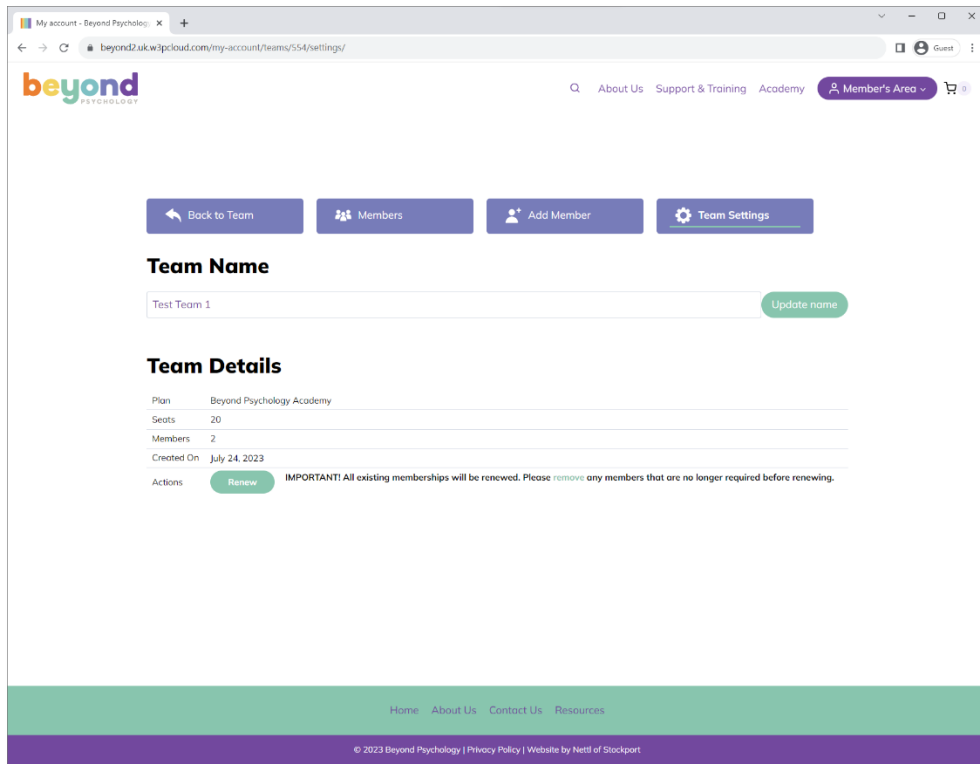 My account - Beyond Psycholog
beyond2.uk.w3pcloud.com/my-account/teams/554/settings/
Guest
beyond
PSYCHOLOGY
About Us Support & Training Academy Member's Area 0
Back to Team Members Add Member Team Settings
Team Name
Test Team 1 Update name
Team Details
Plan Beyond Psychology Academy
Seats 20
Members 2
Created On July 24, 2023
Actions Renew IMPORTANT! All existing memberships will be renewed. Please remove any members that are no longer required before renewing.
Home About Us Contact Us Resources
© 2023 Beyond Psychology | Privacy Policy | Website by Nettl of Stockport